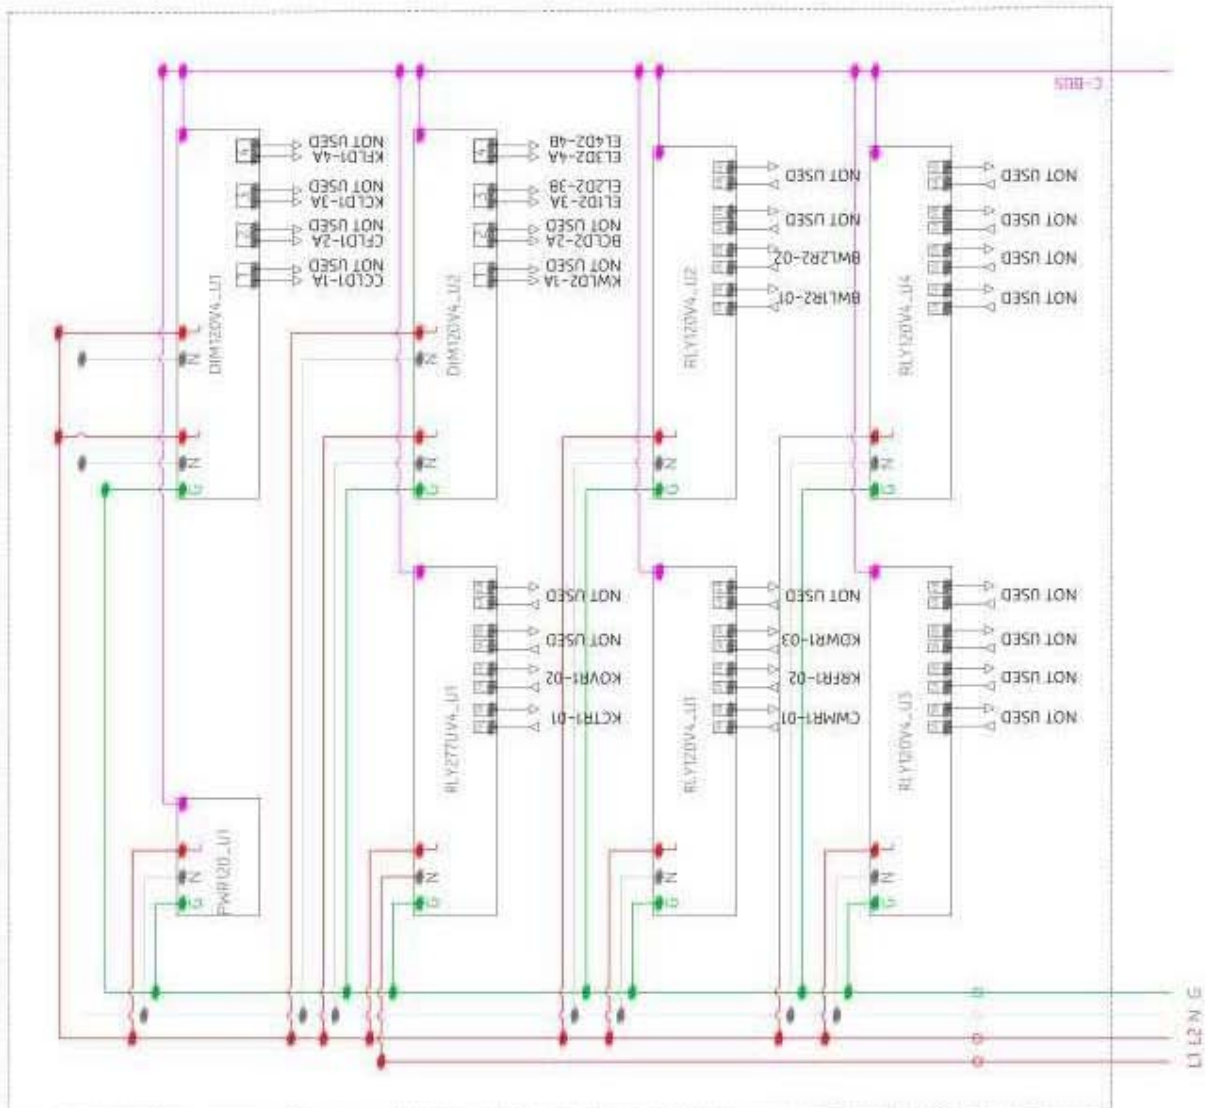 C-BUS
NOT USED
KFLD1-4A
NOT USED
KCLD1-3A
NOT USED
CFLD1-2A
NOT USED
CCLD1-1A
DIM120V4_U1
L
N
L
N
G
EL4D2-4B
EL3D2-4A
EL2D2-3B
EL1D2-3A
NOT USED
BCLD2-2A
NOT USED
KWLD2-1A
DIM120V4_U2
L
N
L
N
G
NOT USED
NOT USED
BWL2R2-02
BWL1R2-01
RLY120V4_U2
L
N
G
NOT USED
NOT USED
NOT USED
NOT USED
RLY120V4_U4
L
N
G
PWR120_U1
L
N
G
NOT USED
NOT USED
KOVR1-02
KCTR1-01
RLY277UV4_U1
L
N
G
NOT USED
KDWR1-03
KRFR1-02
CWMR1-01
RLY120V4_U1
L
N
G
NOT USED
NOT USED
NOT USED
NOT USED
RLY120V4_U3
L
N
G
G
N
L2
L1